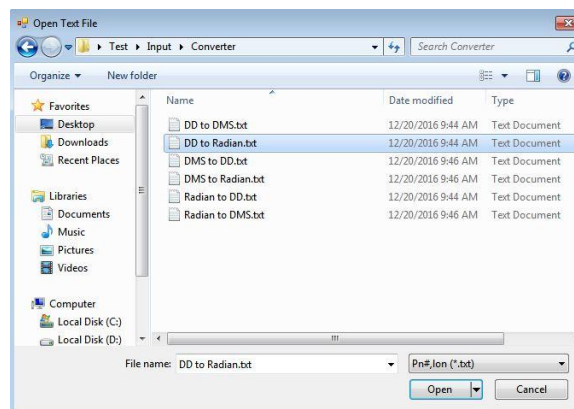 Open Text File
Test Input Converter
Search Converter
Organize New folder
Name Date modified Type
Favorites
Desktop
Downloads
Recent Places
Libraries
Documents
Music
Pictures
Videos
Computer
Local Disk (C:)
Local Disk (D:)
DD to DMS.txt 12/20/2016 9:44 AM Text Document
DD to Radian.txt 12/20/2016 9:44 AM Text Document
DMS to DD.txt 12/20/2016 9:46 AM Text Document
DMS to Radian.txt 12/20/2016 9:46 AM Text Document
Radian to DD.txt 12/20/2016 9:44 AM Text Document
Radian to DMS.txt 12/20/2016 9:46 AM Text Document
File name: DD to Radian.txt Pn#,lon (*.txt)
Open Cancel